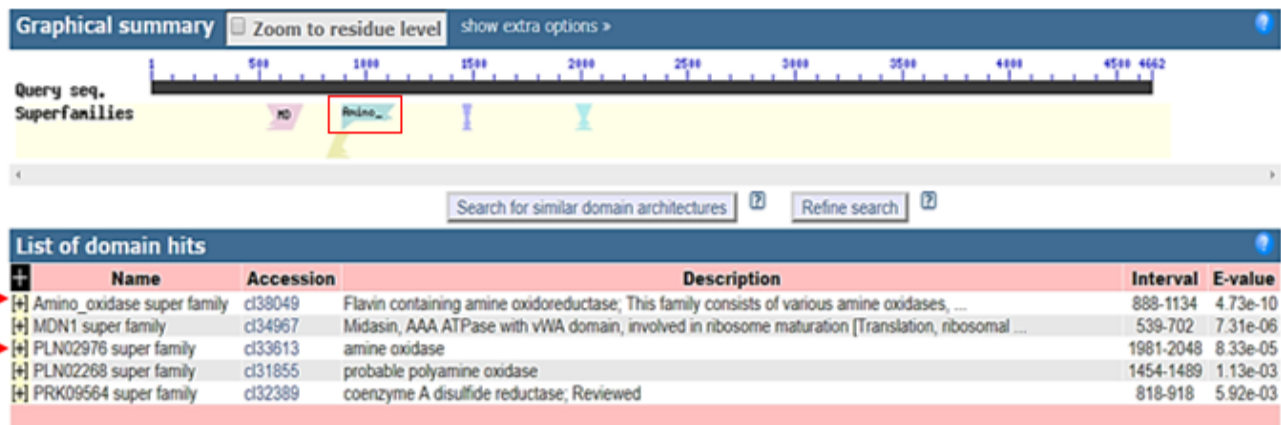 Graphical summary Zoom to residue level show extra options » ?
1 500 1000 1500 2000 2500 3000 3500 4000 4500 4662
Query seq.
Superfamilies MD Amino_
Search for similar domain architectures ? Refine search ?
List of domain hits ?
+ Name Accession Description Interval E-value
[+] Amino_oxidase super family cl38049 Flavin containing amine oxidoreductase; This family consists of various amine oxidases, ... 888-1134 4.73e-10
[+] MDN1 super family cl34967 Midasin, AAA ATPase with vWA domain, involved in ribosome maturation [Translation, ribosomal ... 539-702 7.31e-06
[+] PLN02976 super family cl33613 amine oxidase 1981-2048 8.33e-05
[+] PLN02268 super family cl31855 probable polyamine oxidase 1454-1489 1.13e-03
[+] PRK09564 super family cl32389 coenzyme A disulfide reductase; Reviewed 818-918 5.92e-03